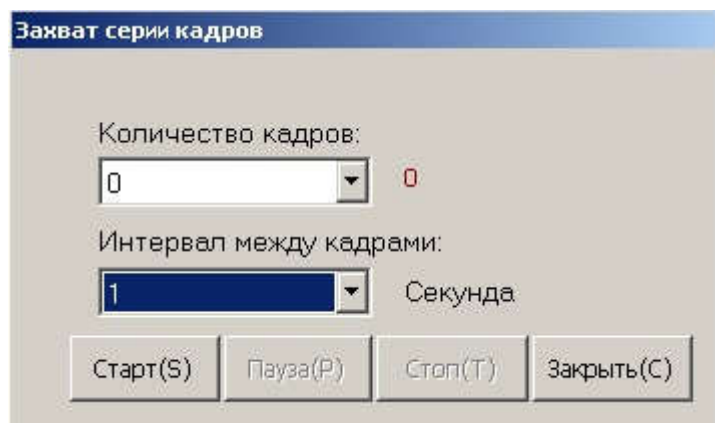 Захват серии кадров
Количество кадров:
0 0
Интервал между кадрами:
1 Секунда
Старт(S) Пауза(P) Стоп(T) Закрыть(C)